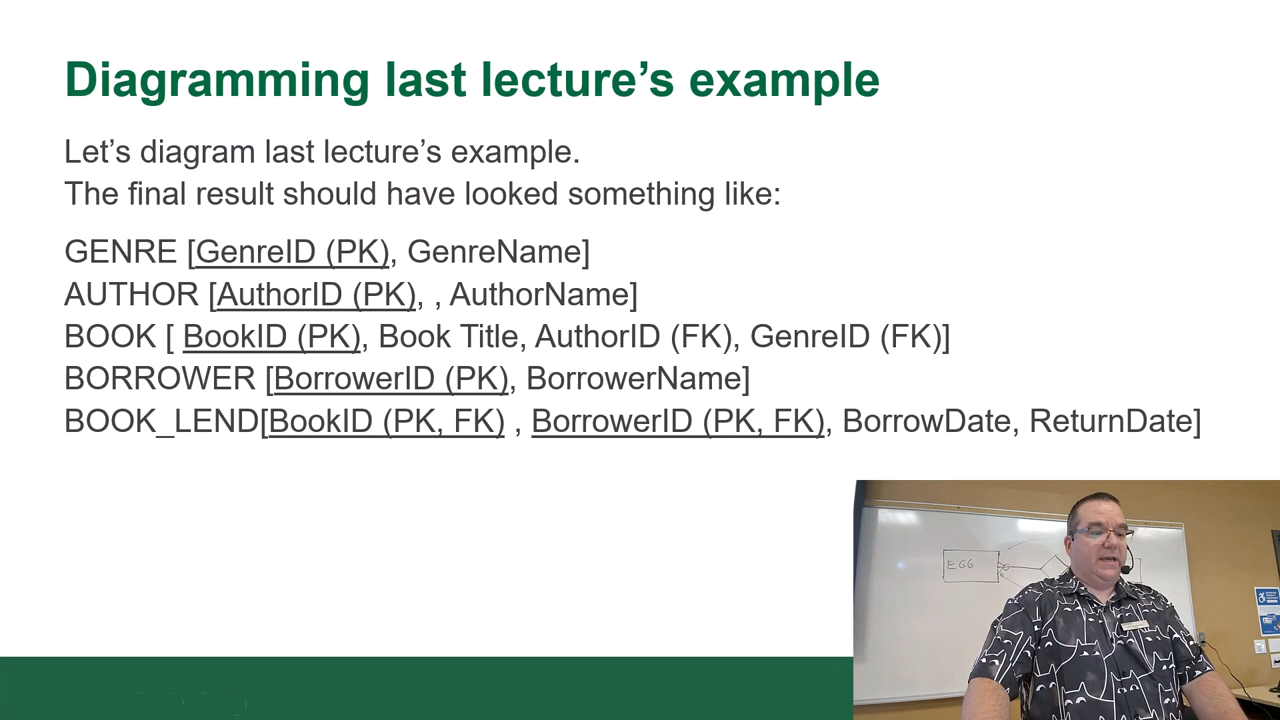 Diagramming last lecture’s example
Let’s diagram last lecture’s example.
The final result should have looked something like:
GENRE [GenreID (PK), GenreName]
AUTHOR [AuthorID (PK), , AuthorName]
BOOK [ BookID (PK), Book Title, AuthorID (FK), GenreID (FK)]
BORROWER [BorrowerID (PK), BorrowerName]
BOOK_LEND[BookID (PK, FK) , BorrowerID (PK, FK), BorrowDate, ReturnDate]
EGG